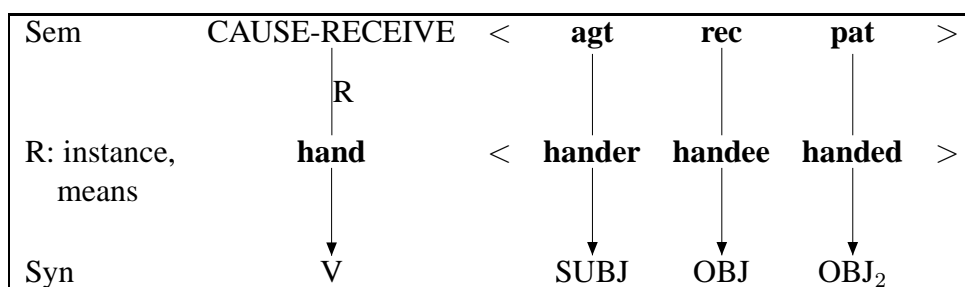 Sem CAUSE-RECEIVE < agt rec pat >
R
R: instance, hand < hander handee handed >
means
Syn V SUBJ OBJ OBJ₂